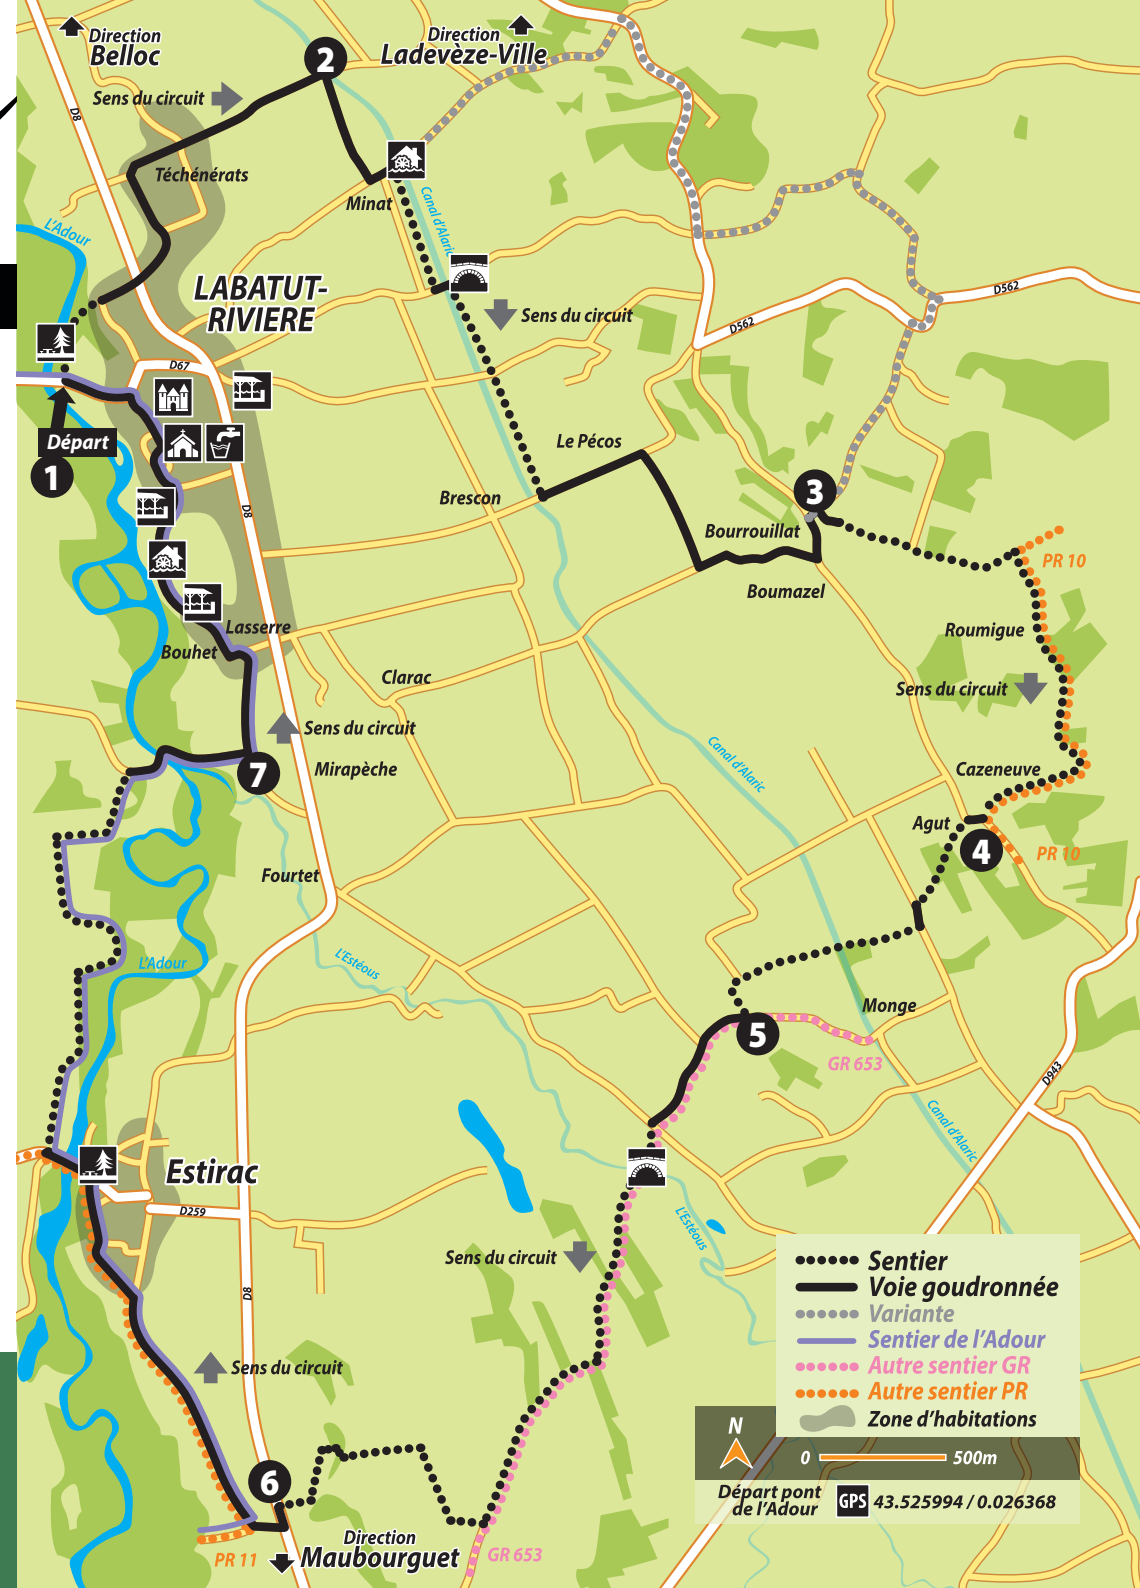 Direction
Belloc
Direction
Ladevèze-Ville
2
Sens du circuit
D8
Téchénérats
Minat
Canal d'Alaric
L'Adour
LABATUT-
RIVIERE
Sens du circuit
D562
D562
D67
Départ
1
Le Pécos
Brescon
3
D8
Bourrouillat
PR 10
Boumazel
Lasserre
Roumigue
Bouhet
Clarac
Sens du circuit
Sens du circuit
Canal d'Alaric
7
Mirapèche
Cazeneuve
Agut
4
PR 10
Fourtet
L'Adour
L'Estéous
Monge
5
GR 653
D943
Canal d'Alaric
Estirac
D259
L'Estéous
Sens du circuit
D8
Sens du circuit
Sentier
Voie goudronnée
Variante
Sentier de l'Adour
Autre sentier GR
Autre sentier PR
Zone d'habitations
N
0 500m
6
Départ pont
de l'Adour
GPS 43.525994 / 0.026368
Direction
Maubourguet
PR 11
GR 653